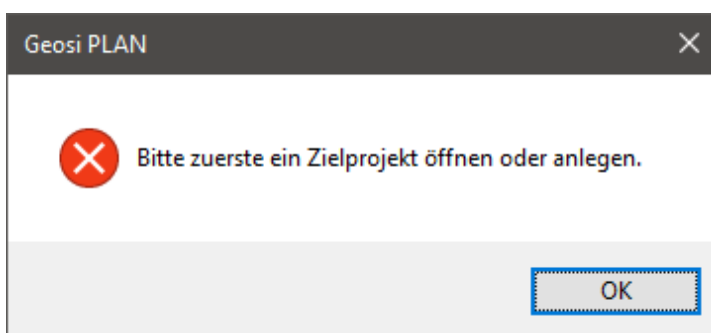 Geosi PLAN
Bitte zuerste ein Zielprojekt öffnen oder anlegen.
OK